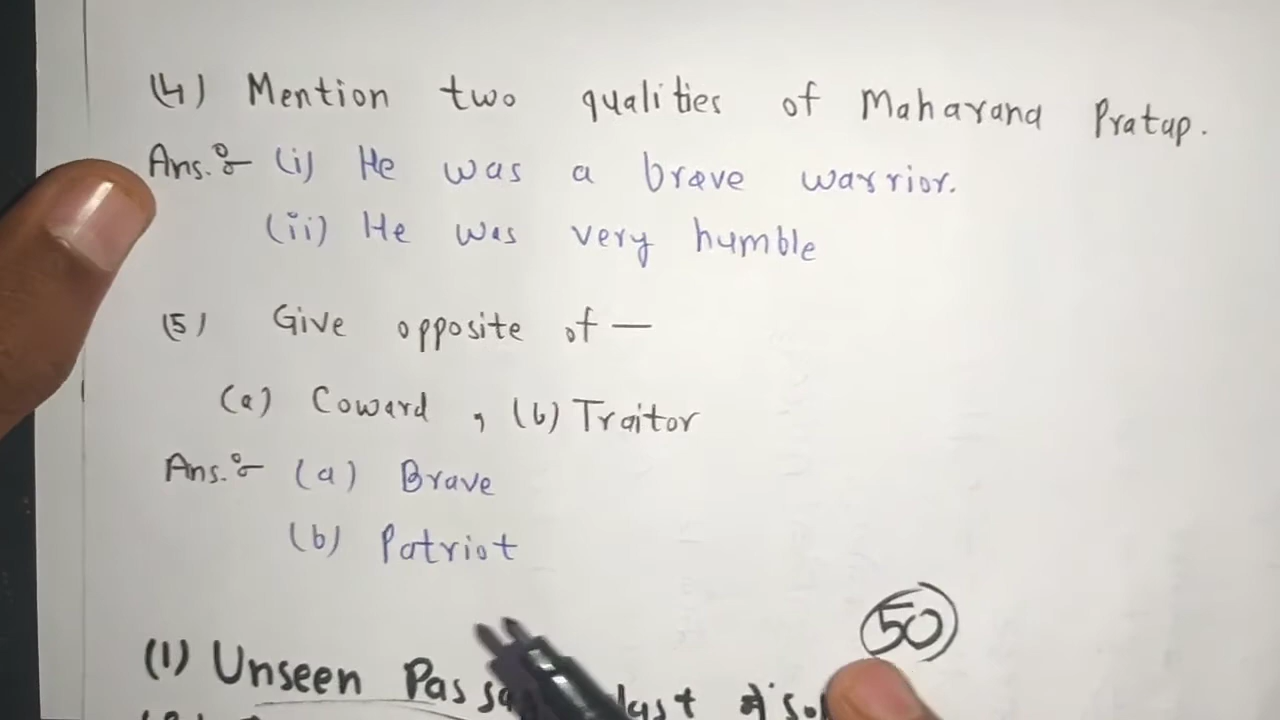 (4) Mention two qualities of Maharana Pratap.
Ans.:- (i) He was a brave warrior.
(ii) He was very humble
(5) Give opposite of —
(a) Coward , (b) Traitor
Ans.:- (a) Brave
(b) Patriot
50
(1) Unseen last में